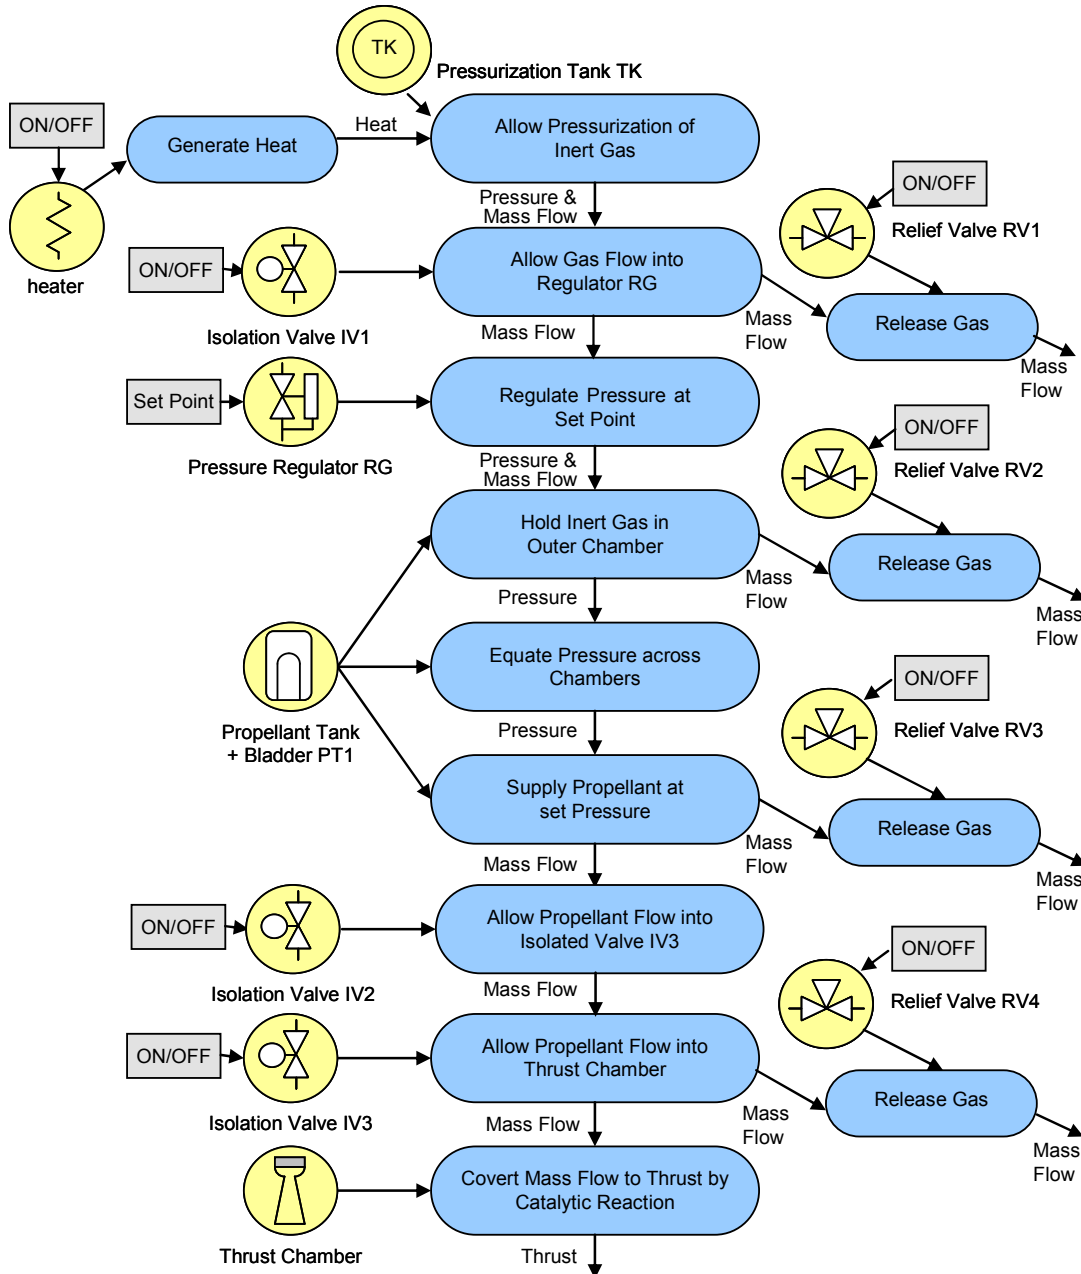 TK
Pressurization Tank TK
ON/OFF
Generate Heat
Heat
Allow Pressurization of
Inert Gas
heater
Pressure &
Mass Flow
ON/OFF
Relief Valve RV1
ON/OFF
Isolation Valve IV1
Allow Gas Flow into
Regulator RG
Mass
Flow
Release Gas
Mass
Flow
Mass Flow
Set Point
Pressure Regulator RG
Regulate Pressure at
Set Point
Pressure &
Mass Flow
ON/OFF
Relief Valve RV2
Hold Inert Gas in
Outer Chamber
Mass
Flow
Release Gas
Mass
Flow
Pressure
Propellant Tank
+ Bladder PT1
Equate Pressure across
Chambers
Pressure
ON/OFF
Relief Valve RV3
Supply Propellant at
set Pressure
Mass
Flow
Release Gas
Mass
Flow
Mass Flow
ON/OFF
Isolation Valve IV2
Allow Propellant Flow into
Isolated Valve IV3
Mass Flow
ON/OFF
Relief Valve RV4
ON/OFF
Isolation Valve IV3
Allow Propellant Flow into
Thrust Chamber
Mass
Flow
Release Gas
Mass
Flow
Mass Flow
Thrust Chamber
Covert Mass Flow to Thrust by
Catalytic Reaction
Thrust